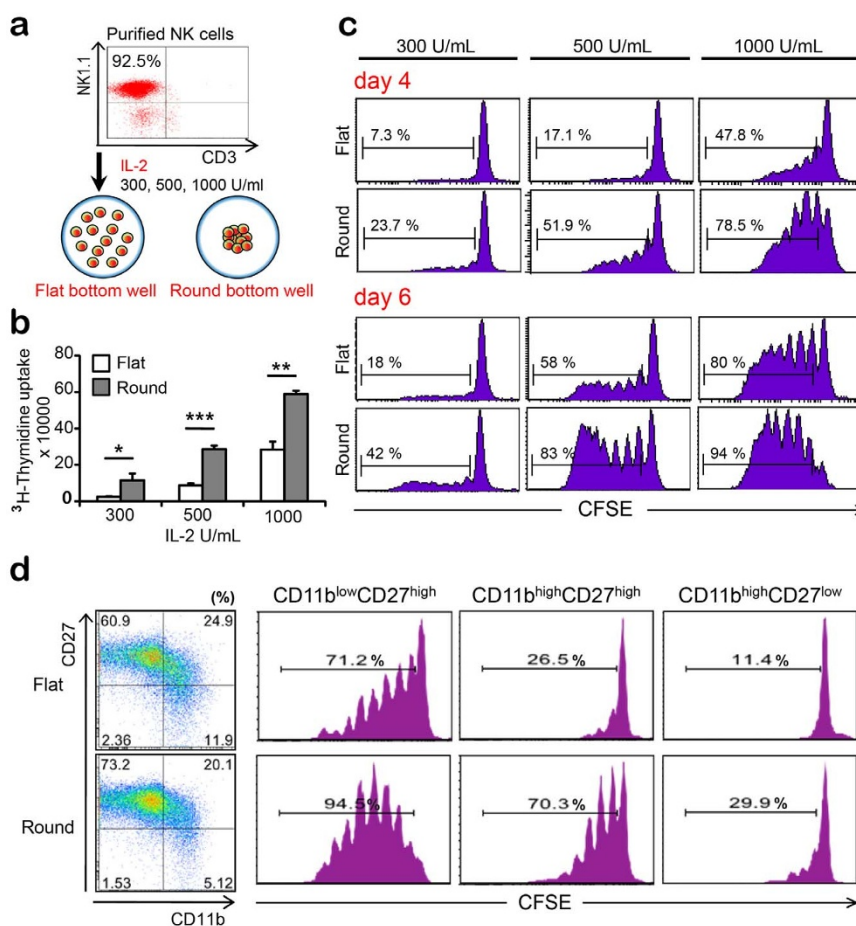 a
Purified NK cells
92.5%
NK1.1
CD3
IL-2
300, 500, 1000 U/ml
Flat bottom well
Round bottom well
b
³H-Thymidine uptake
x 10000
80
60
40
20
0
Flat
Round
*
***
**
300
500
1000
IL-2 U/mL
c
300 U/mL
500 U/mL
1000 U/mL
day 4
Flat
7.3 %
17.1 %
47.8 %
Round
23.7 %
51.9 %
78.5 %
day 6
Flat
18 %
58 %
80 %
Round
42 %
83 %
94 %
CFSE
d
(%)
CD11b^low CD27^high
CD11b^high CD27^high
CD11b^high CD27^low
CD27
Flat
60.9
24.9
2.36
11.9
71.2 %
26.5 %
11.4 %
Round
73.2
20.1
1.53
5.12
94.5%
70.3 %
29.9 %
CD11b
CFSE